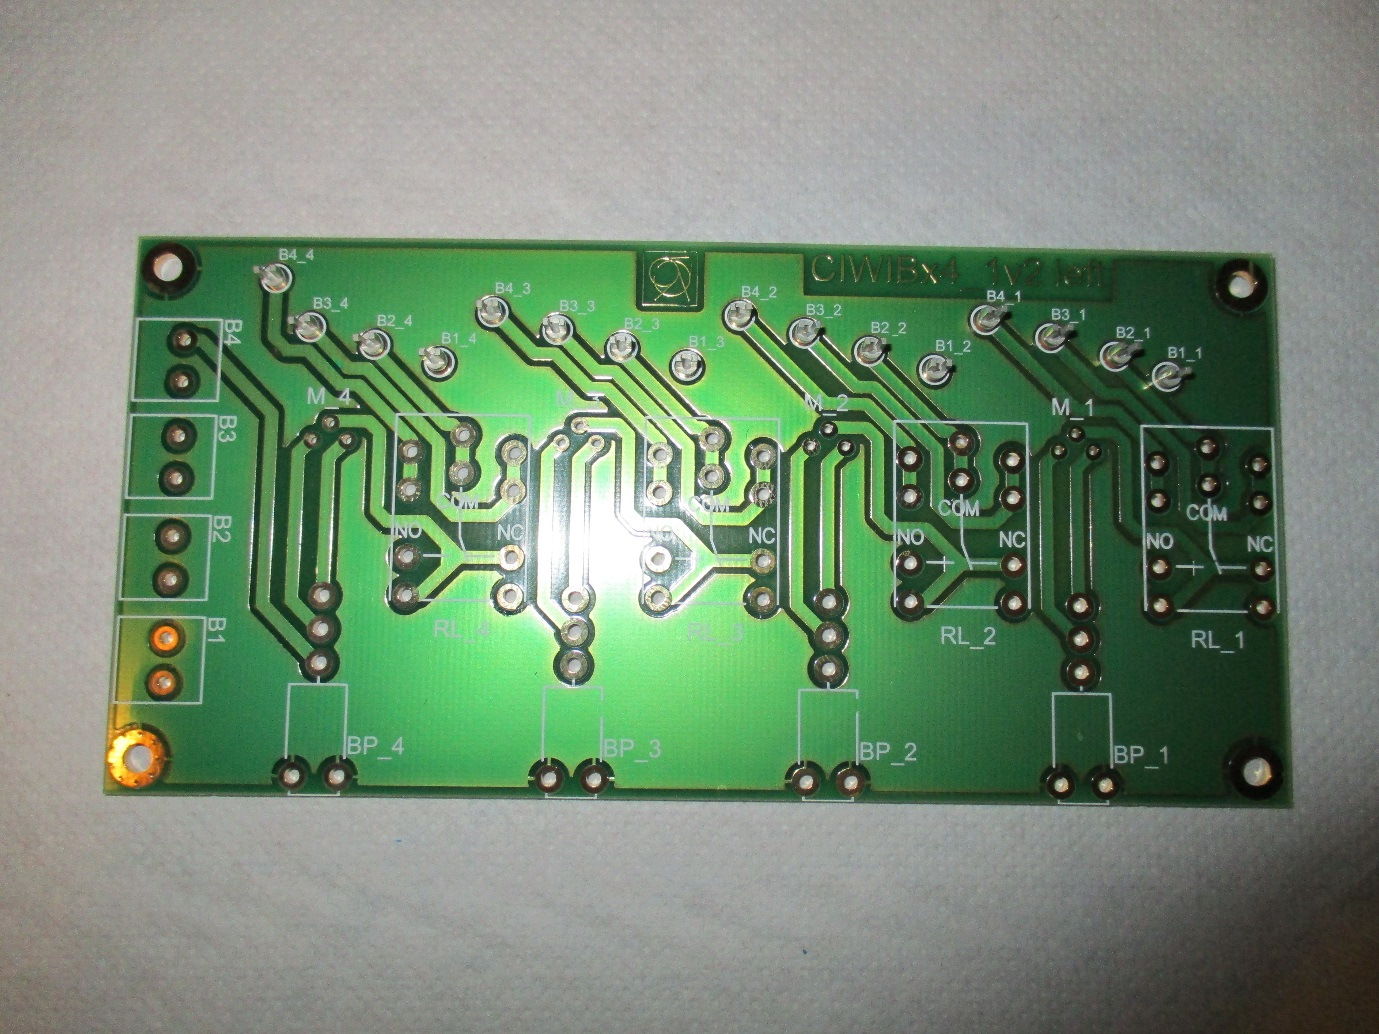 CIWIBx4_1v2 left
B4_4
B3_4
B2_4
B1_4
B4_3
B3_3
B2_3
B1_3
B4_2
B3_2
B2_2
B1_2
B4_1
B3_1
B2_1
B1_1
B4
B3
B2
B1
M_4
M_2
M_1
COM
NO
NC
RL_4
COM
NC
RL_3
COM
NO
NC
RL_2
COM
NO
NC
RL_1
BP_4
BP_3
BP_2
BP_1